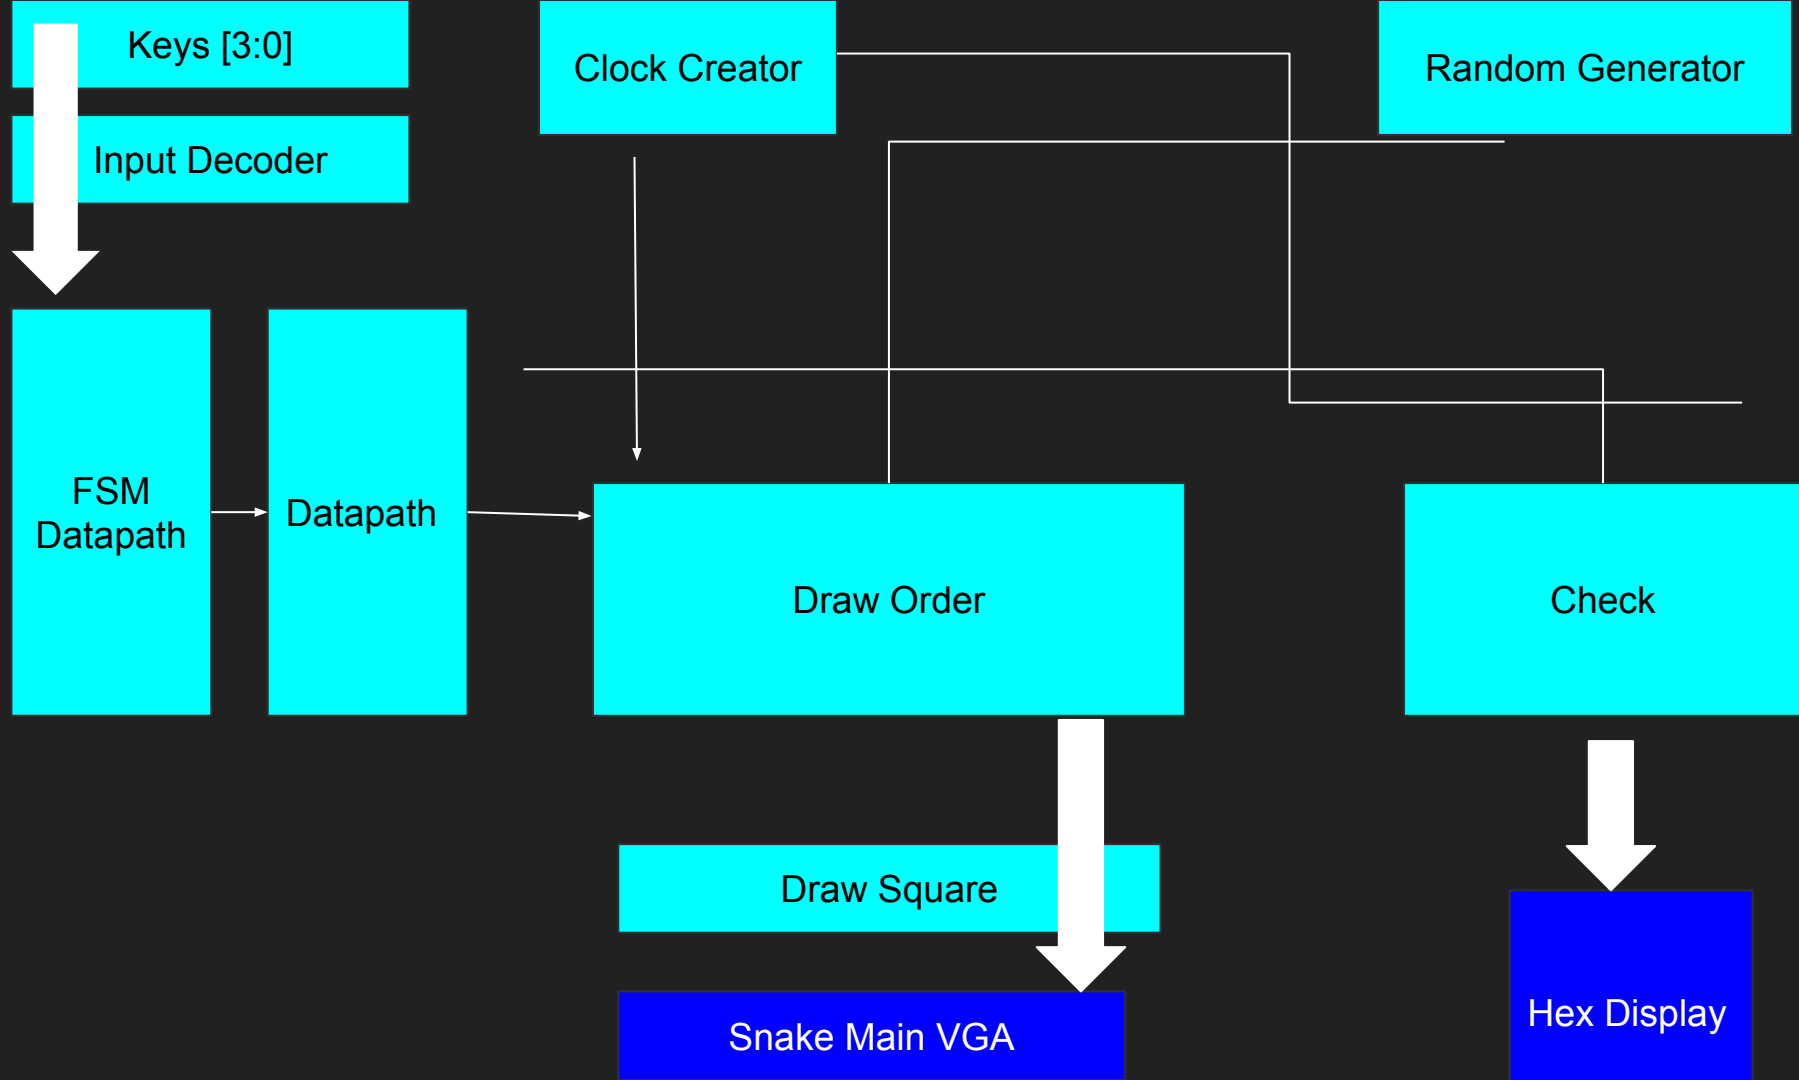 Keys [3:0]
Clock Creator
Random Generator
Input Decoder
FSM
Datapath
Datapath
Draw Order
Check
Draw Square
Snake Main VGA
Hex Display